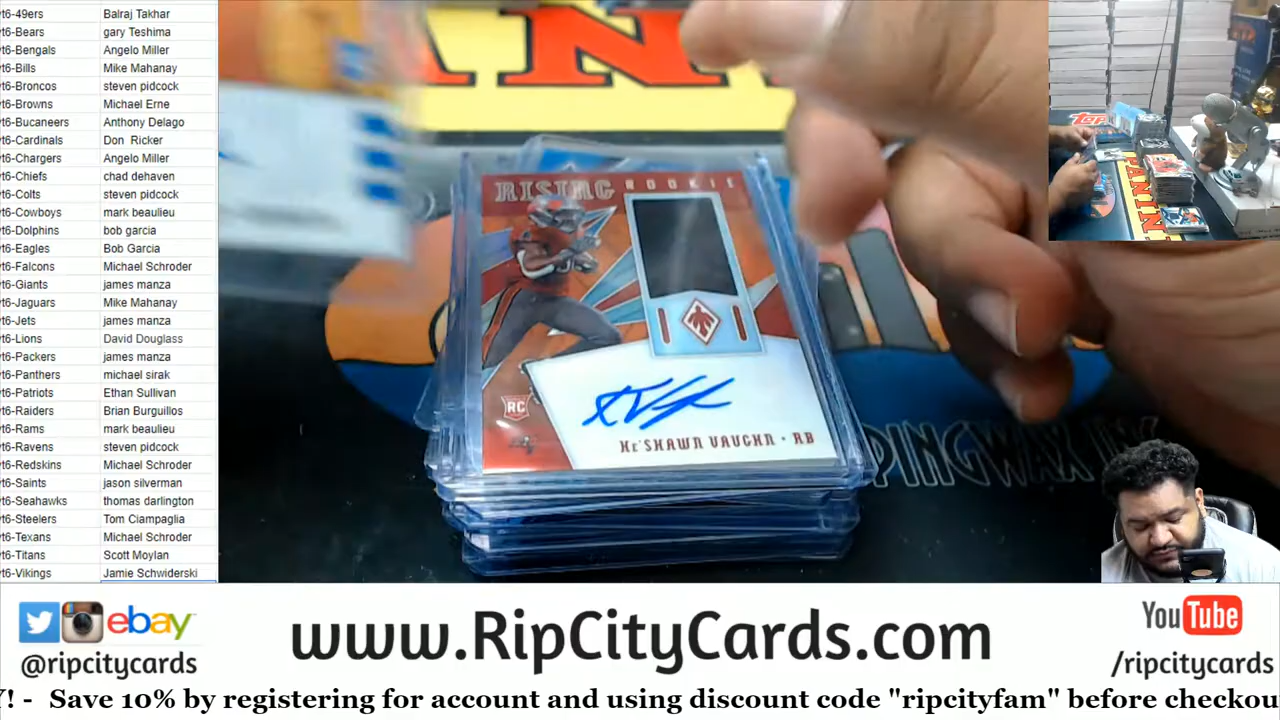 t6-49ers Balraj Takhar
t6-Bears gary Teshima
t6-Bengals Angelo Miller
t6-Bills Mike Mahanay
t6-Broncos steven pidcock
t6-Browns Michael Erne
t6-Bucaneers Anthony Delago
t6-Cardinals Don Ricker
t6-Chargers Angelo Miller
t6-Chiefs chad dehaven
t6-Colts steven pidcock
t6-Cowboys mark beaulieu
t6-Dolphins bob garcia
t6-Eagles Bob Garcia
t6-Falcons Michael Schroder
t6-Giants james manza
t6-Jaguars Mike Mahanay
t6-Jets james manza
t6-Lions David Douglass
t6-Packers james manza
t6-Panthers michael sirak
t6-Patriots Ethan Sullivan
t6-Raiders Brian Burguillos
t6-Rams mark beaulieu
t6-Ravens steven pidcock
t6-Redskins Michael Schroder
t6-Saints jason silverman
t6-Seahawks thomas darlington
t6-Steelers Tom Ciampaglia
t6-Texans Michael Schroder
t6-Titans Scott Moylan
t6-Vikings Jamie Schwiderski
RISING ROOKIE
RC
KE'SHAWN VAUGHN • RB
PINGWAX INC
TOPPS
PANINI
ebay
@ripcitycards
www.RipCityCards.com
YouTube
/ripcitycards
Y! - Save 10% by registering for account and using discount code "ripcityfam" before checkou